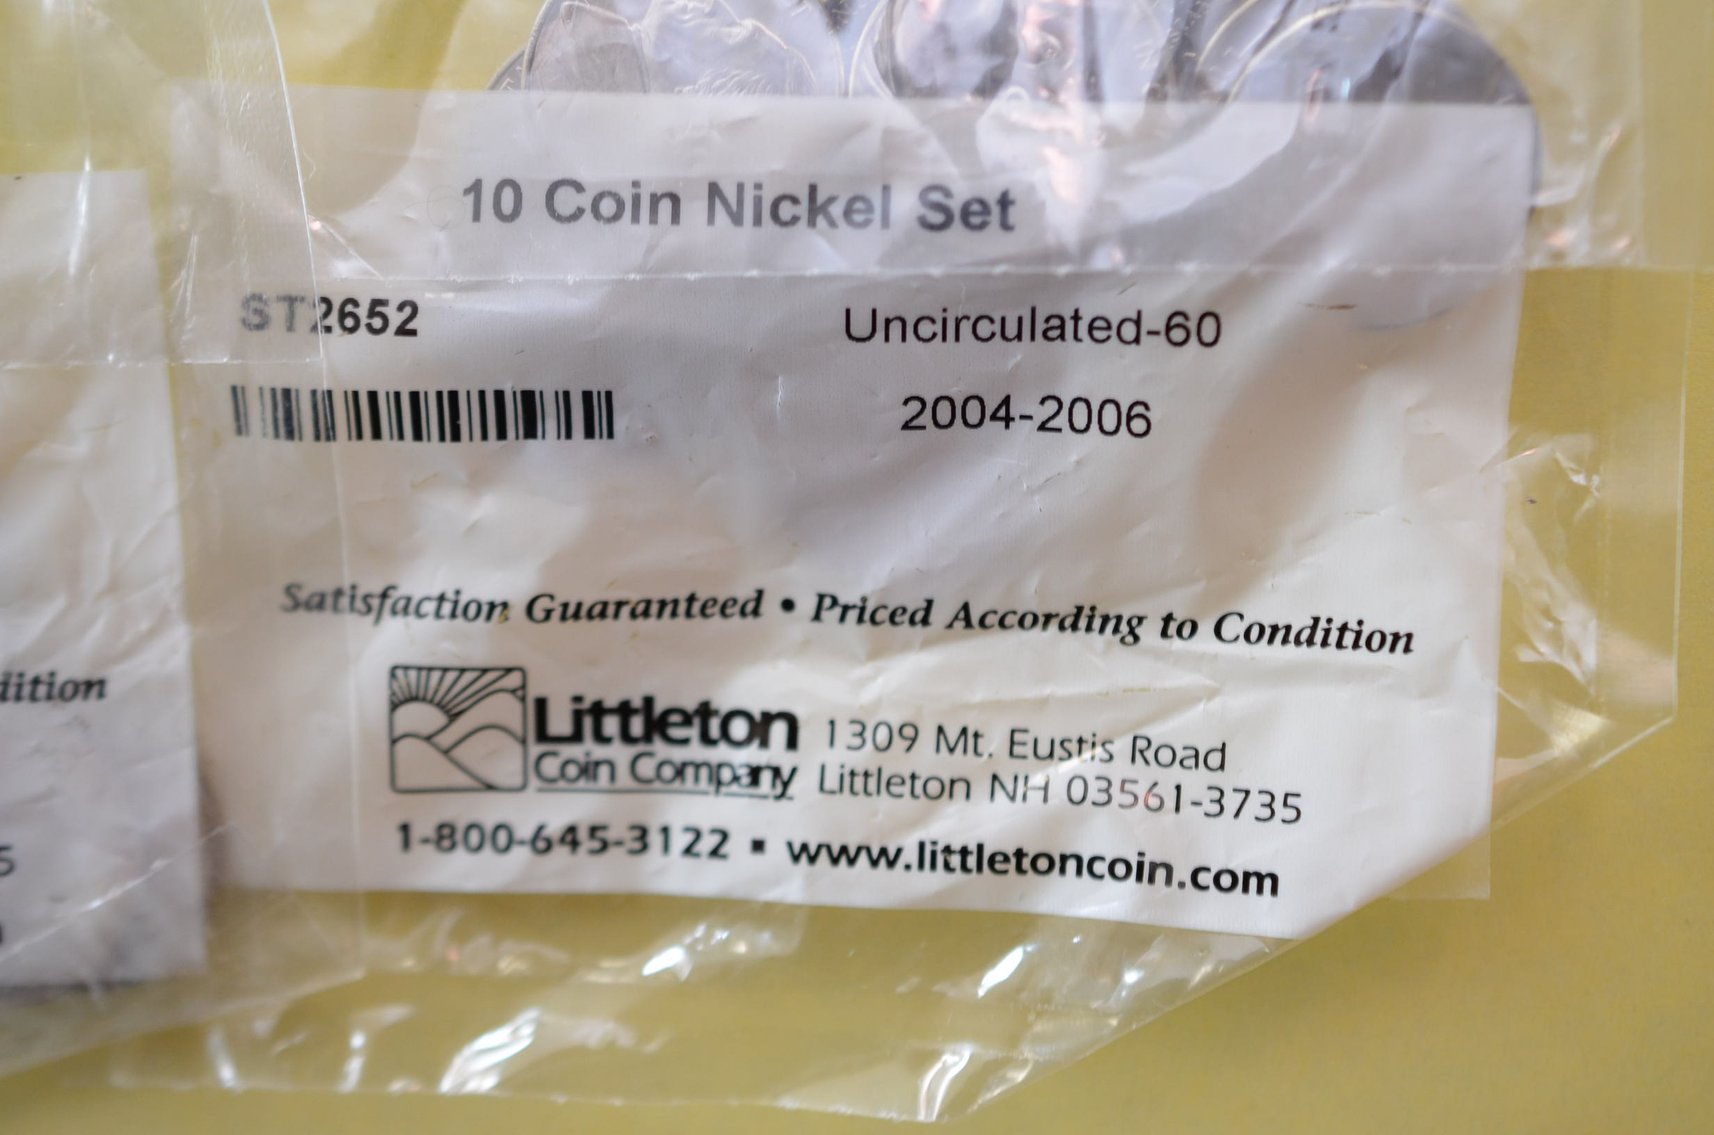 10 Coin Nickel Set
ST2652
Uncirculated-60
2004-2006
Satisfaction Guaranteed • Priced According to Condition
Littleton
Coin Company
1309 Mt. Eustis Road
Littleton NH 03561-3735
1-800-645-3122 ▪ www.littletoncoin.com
dition
5